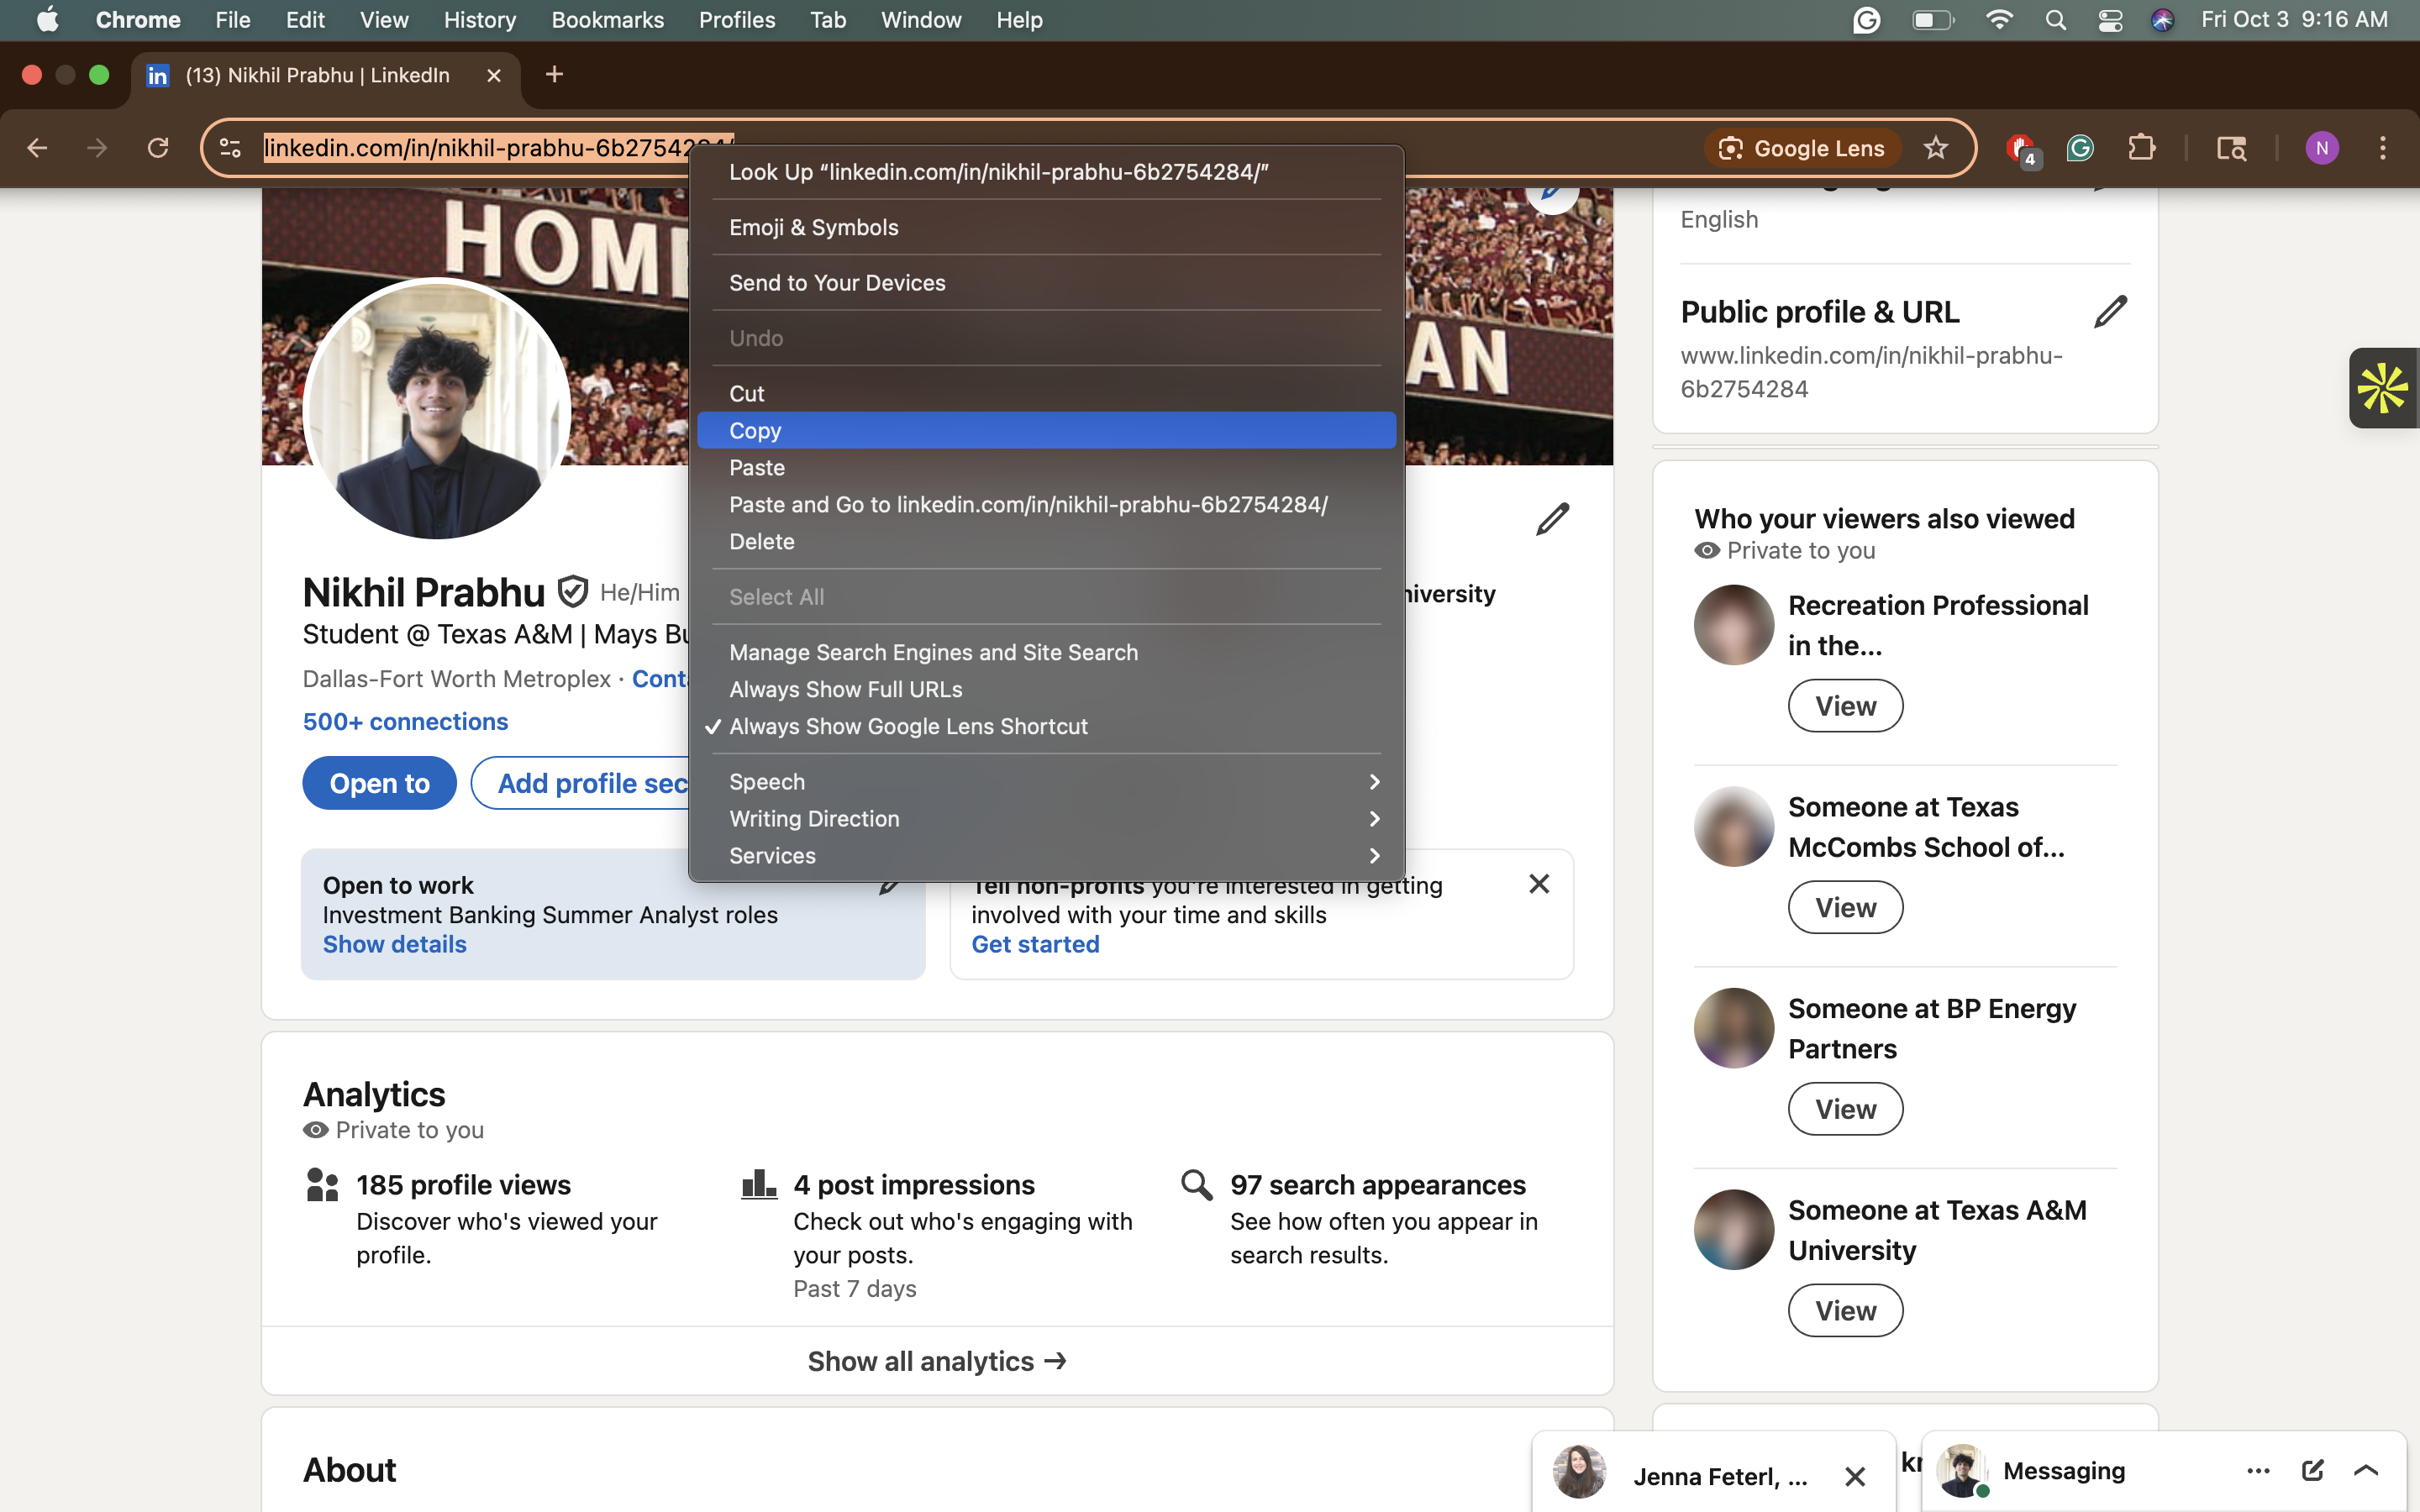 Chrome File Edit View History Bookmarks Profiles Tab Window Help Fri Oct 3 9:16 AM
in (13) Nikhil Prabhu | LinkedIn
linkedin.com/in/nikhil-prabhu-6b2754284/ Google Lens 4 N
Look Up “linkedin.com/in/nikhil-prabhu-6b2754284/”
Emoji & Symbols
Send to Your Devices
Undo
Cut
Copy
Paste
Paste and Go to linkedin.com/in/nikhil-prabhu-6b2754284/
Delete
Select All
Manage Search Engines and Site Search
Always Show Full URLs
Always Show Google Lens Shortcut
Speech
Writing Direction
Services
HOM
AN
Nikhil Prabhu He/Him
Student @ Texas A&M | Mays
Dallas-Fort Worth Metroplex ·
500+ connections
Open to Add profile
Open to work
Investment Banking Summer Analyst roles
Show details
Tell non-profits you're interested in getting
involved with your time and skills
Get started
Analytics
Private to you
185 profile views
Discover who's viewed your
profile.
4 post impressions
Check out who's engaging with
your posts.
Past 7 days
97 search appearances
See how often you appear in
search results.
Show all analytics →
About
English
Public profile & URL
www.linkedin.com/in/nikhil-prabhu-
6b2754284
Who your viewers also viewed
Private to you
Recreation Professional
in the...
View
Someone at Texas
McCombs School of...
View
Someone at BP Energy
Partners
View
Someone at Texas A&M
University
View
Jenna Feterl, ...
Messaging